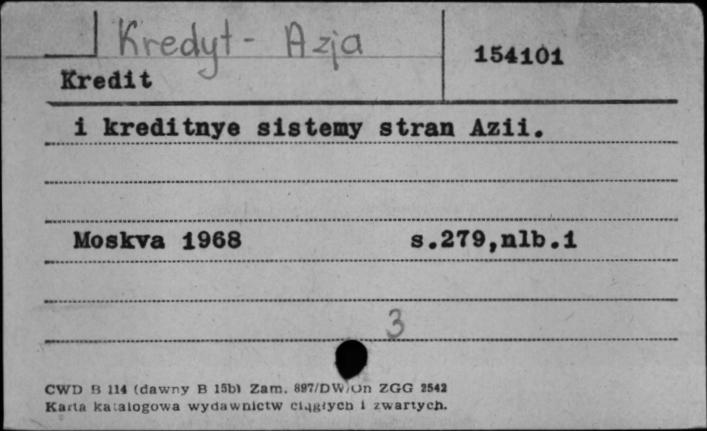 Kredyt - Azja
154101
Kredit
i kreditnye sistemy stran Azii.
Moskva 1968 s.279,nlb.1
3
CWD B 114 (dawny B 15b) Zam. 897/DW/On ZGG 2542
Karta katalogowa wydawnictw ciągłych i zwartych.